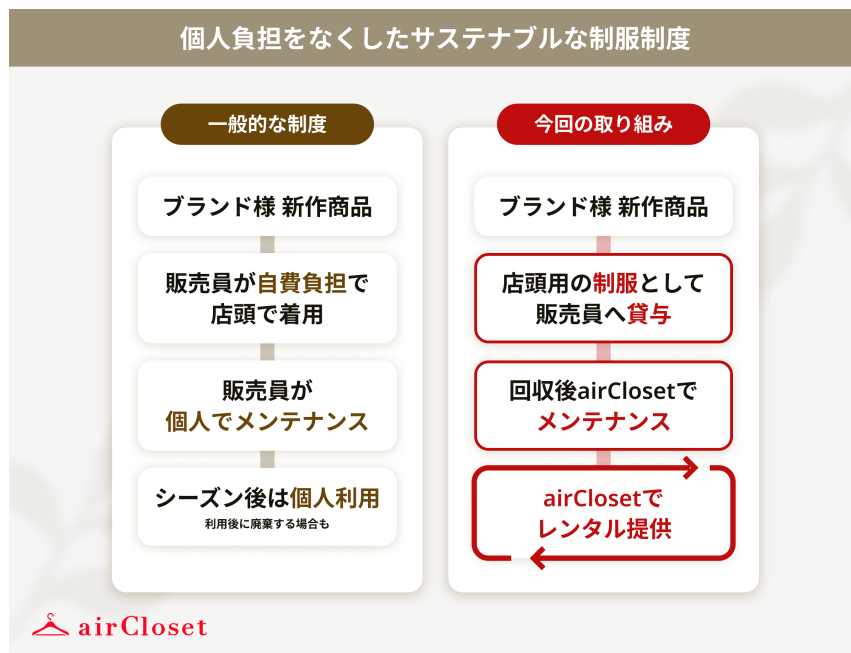 個人負担をなくしたサステナブルな制服制度
一般的な制度
ブランド様 新作商品
販売員が自費負担で
店頭で着用
販売員が
個人でメンテナンス
シーズン後は個人利用
利用後に廃棄する場合も
今回の取り組み
ブランド様 新作商品
店頭用の制服として
販売員へ貸与
回収後airClosetで
メンテナンス
airClosetで
レンタル提供
airCloset